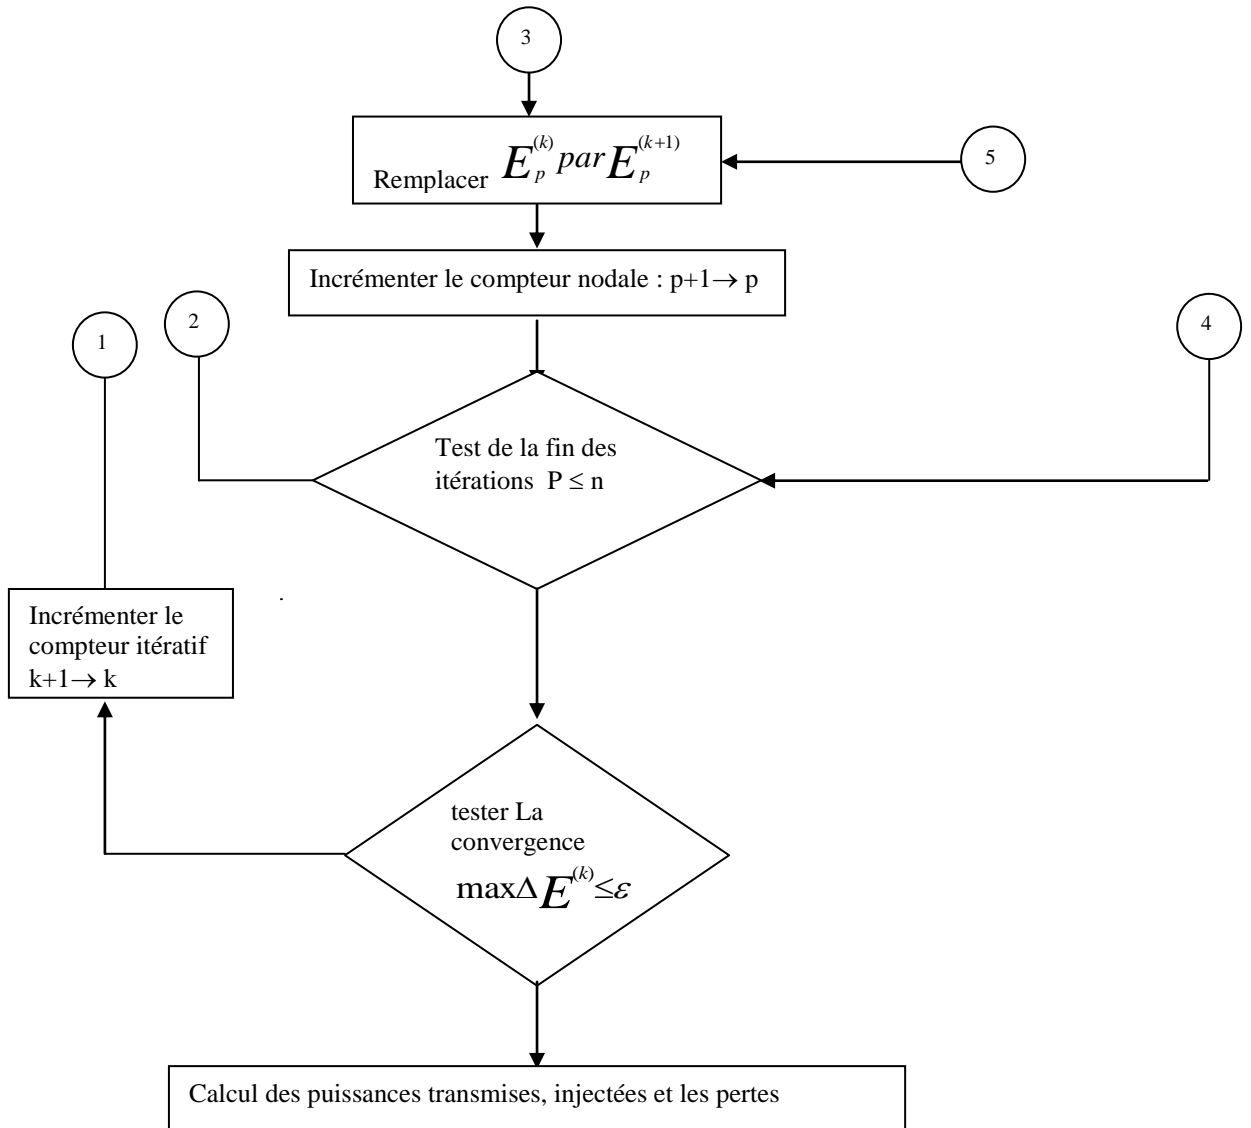 3
Remplacer E_p^(k) par E_p^(k+1)
5
Incrémenter le compteur nodale : p+1→ p
1
2
4
Test de la fin des
itérations P ≤ n
Incrémenter le
compteur itératif
k+1→ k
tester La
convergence
maxΔE^(k)≤ε
Calcul des puissances transmises, injectées et les pertes